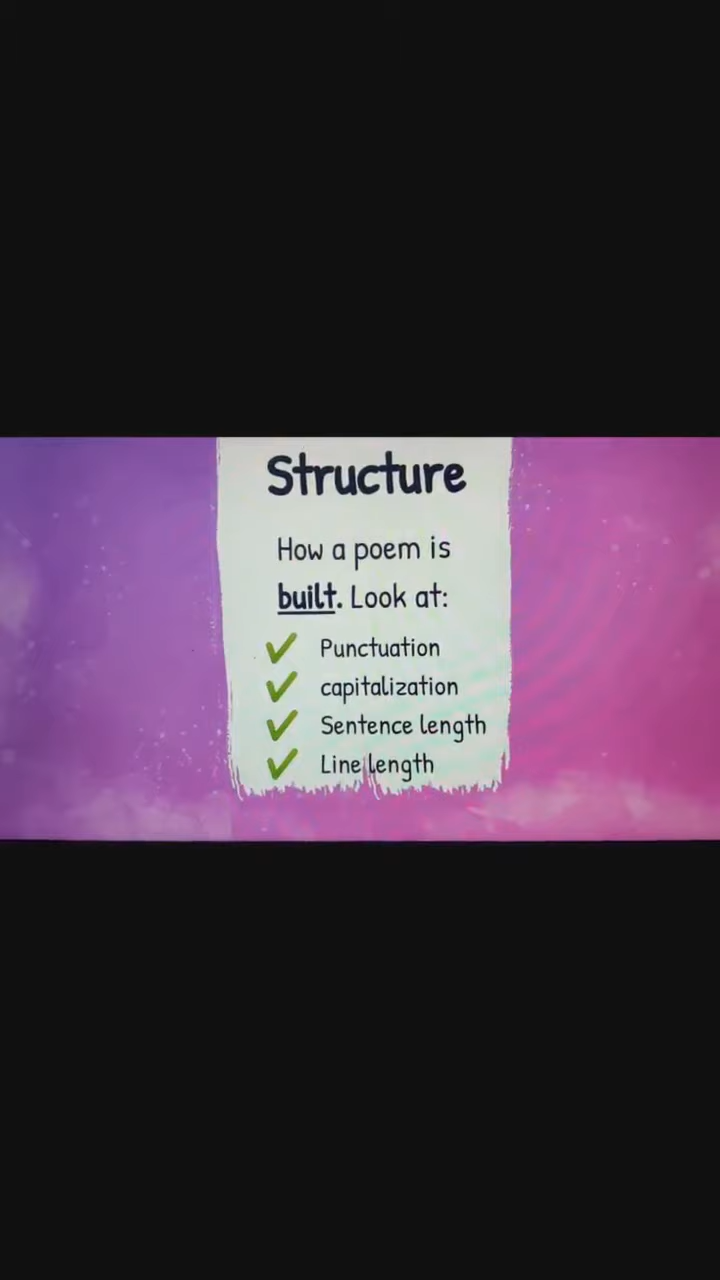 Structure
How a poem is
built. Look at:
✔ Punctuation
✔ capitalization
✔ Sentence length
✔ Line length